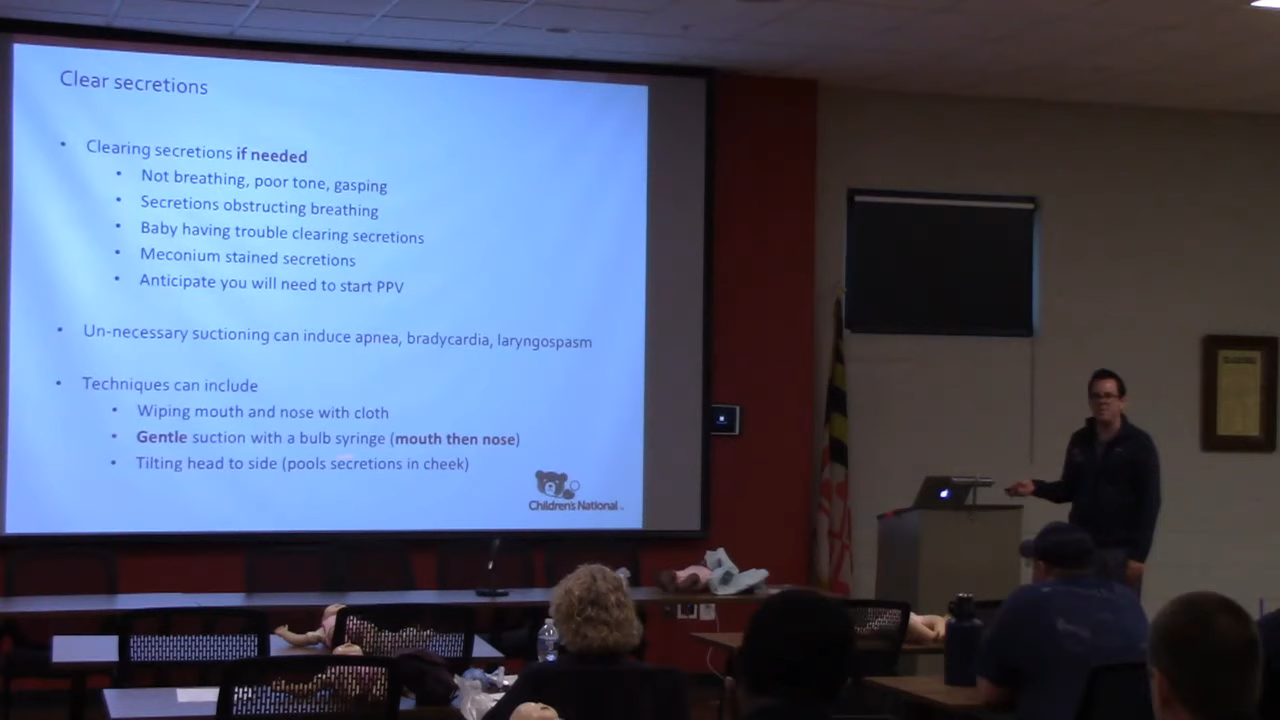 Clear secretions
• Clearing secretions if needed
• Not breathing, poor tone, gasping
• Secretions obstructing breathing
• Baby having trouble clearing secretions
• Meconium stained secretions
• Anticipate you will need to start PPV
• Un-necessary suctioning can induce apnea, bradycardia, laryngospasm
• Techniques can include
• Wiping mouth and nose with cloth
• Gentle suction with a bulb syringe (mouth then nose)
• Tilting head to side (pools secretions in cheek)
Children's National